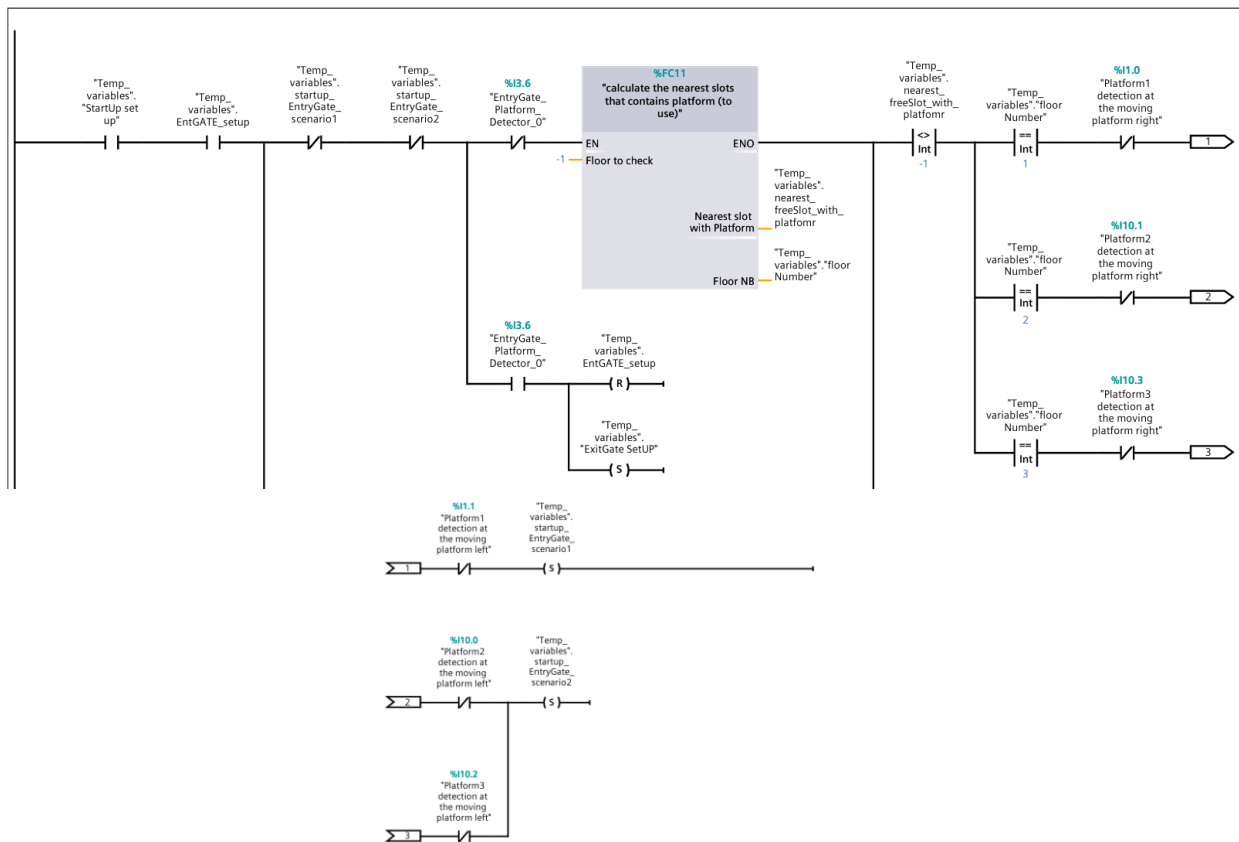 "Temp_
variables".
"StartUp set
up"
"Temp_
variables".
EntGATE_setup
"Temp_
variables".
startup_
EntryGate_
scenario1
"Temp_
variables".
startup_
EntryGate_
scenario2
%I3.6
"EntryGate_
Platform_
Detector_0"
%FC11
"calculate the nearest slots
that contains platform (to
use)"
EN
ENO
-1
Floor to check
Nearest slot
with Platform
"Temp_
variables".
nearest_
freeSlot_with_
platfomr
Floor NB
"Temp_
variables"."floor
Number"
"Temp_
variables".
nearest_
freeSlot_with_
platfomr
<>
Int
-1
"Temp_
variables"."floor
Number"
==
Int
1
%I1.0
"Platform1
detection at
the moving
platform right"
1
"Temp_
variables"."floor
Number"
==
Int
2
%I10.1
"Platform2
detection at
the moving
platform right"
2
%I3.6
"EntryGate_
Platform_
Detector_0"
"Temp_
variables".
EntGATE_setup
R
"Temp_
variables".
"ExitGate SetUP"
S
"Temp_
variables"."floor
Number"
==
Int
3
%I10.3
"Platform3
detection at
the moving
platform right"
3
%I1.1
"Platform1
detection at
the moving
platform left"
"Temp_
variables".
startup_
EntryGate_
scenario1
1
S
%I10.0
"Platform2
detection at
the moving
platform left"
"Temp_
variables".
startup_
EntryGate_
scenario2
2
S
%I10.2
"Platform3
detection at
the moving
platform left"
3